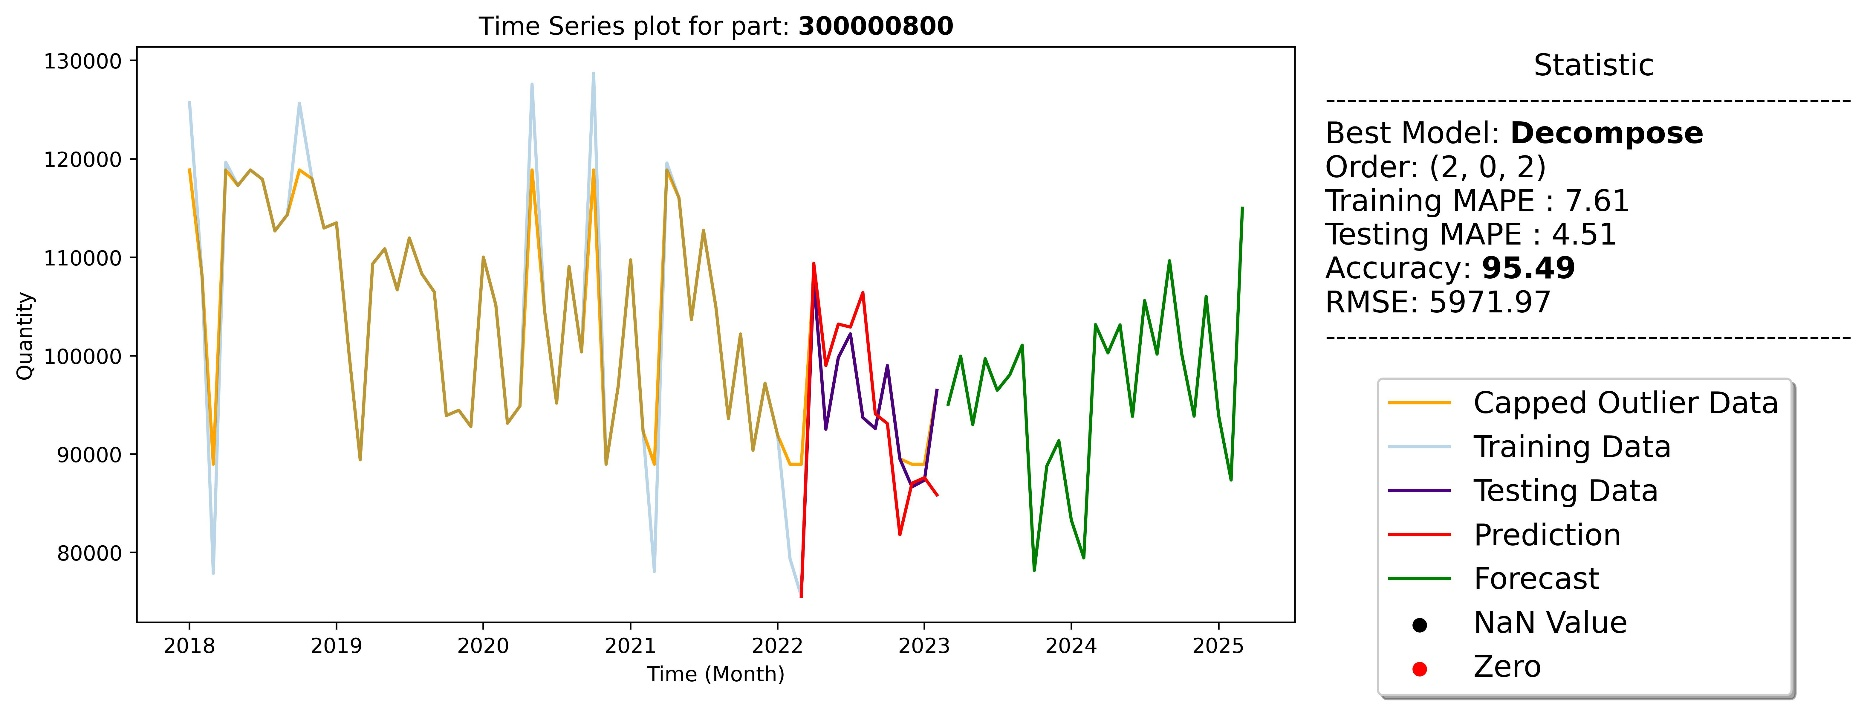 Time Series plot for part: 300000800
130000
120000
110000
100000
90000
80000
Quantity
2018 2019 2020 2021 2022 2023 2024 2025
Time (Month)
Statistic
--------------------------------------------------------
Best Model: Decompose
Order: (2, 0, 2)
Training MAPE : 7.61
Testing MAPE : 4.51
Accuracy: 95.49
RMSE: 5971.97
--------------------------------------------------------
Capped Outlier Data
Training Data
Testing Data
Prediction
Forecast
NaN Value
Zero